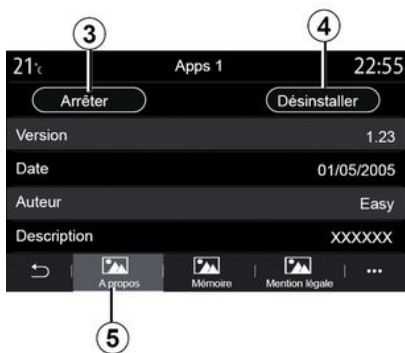 3
4
21°c Apps 1 22:55
Arrêter Désinstaller
Version 1.23
Date 01/05/2005
Auteur Easy
Description XXXXXX
A propos Mémoire Mention légale ...
5